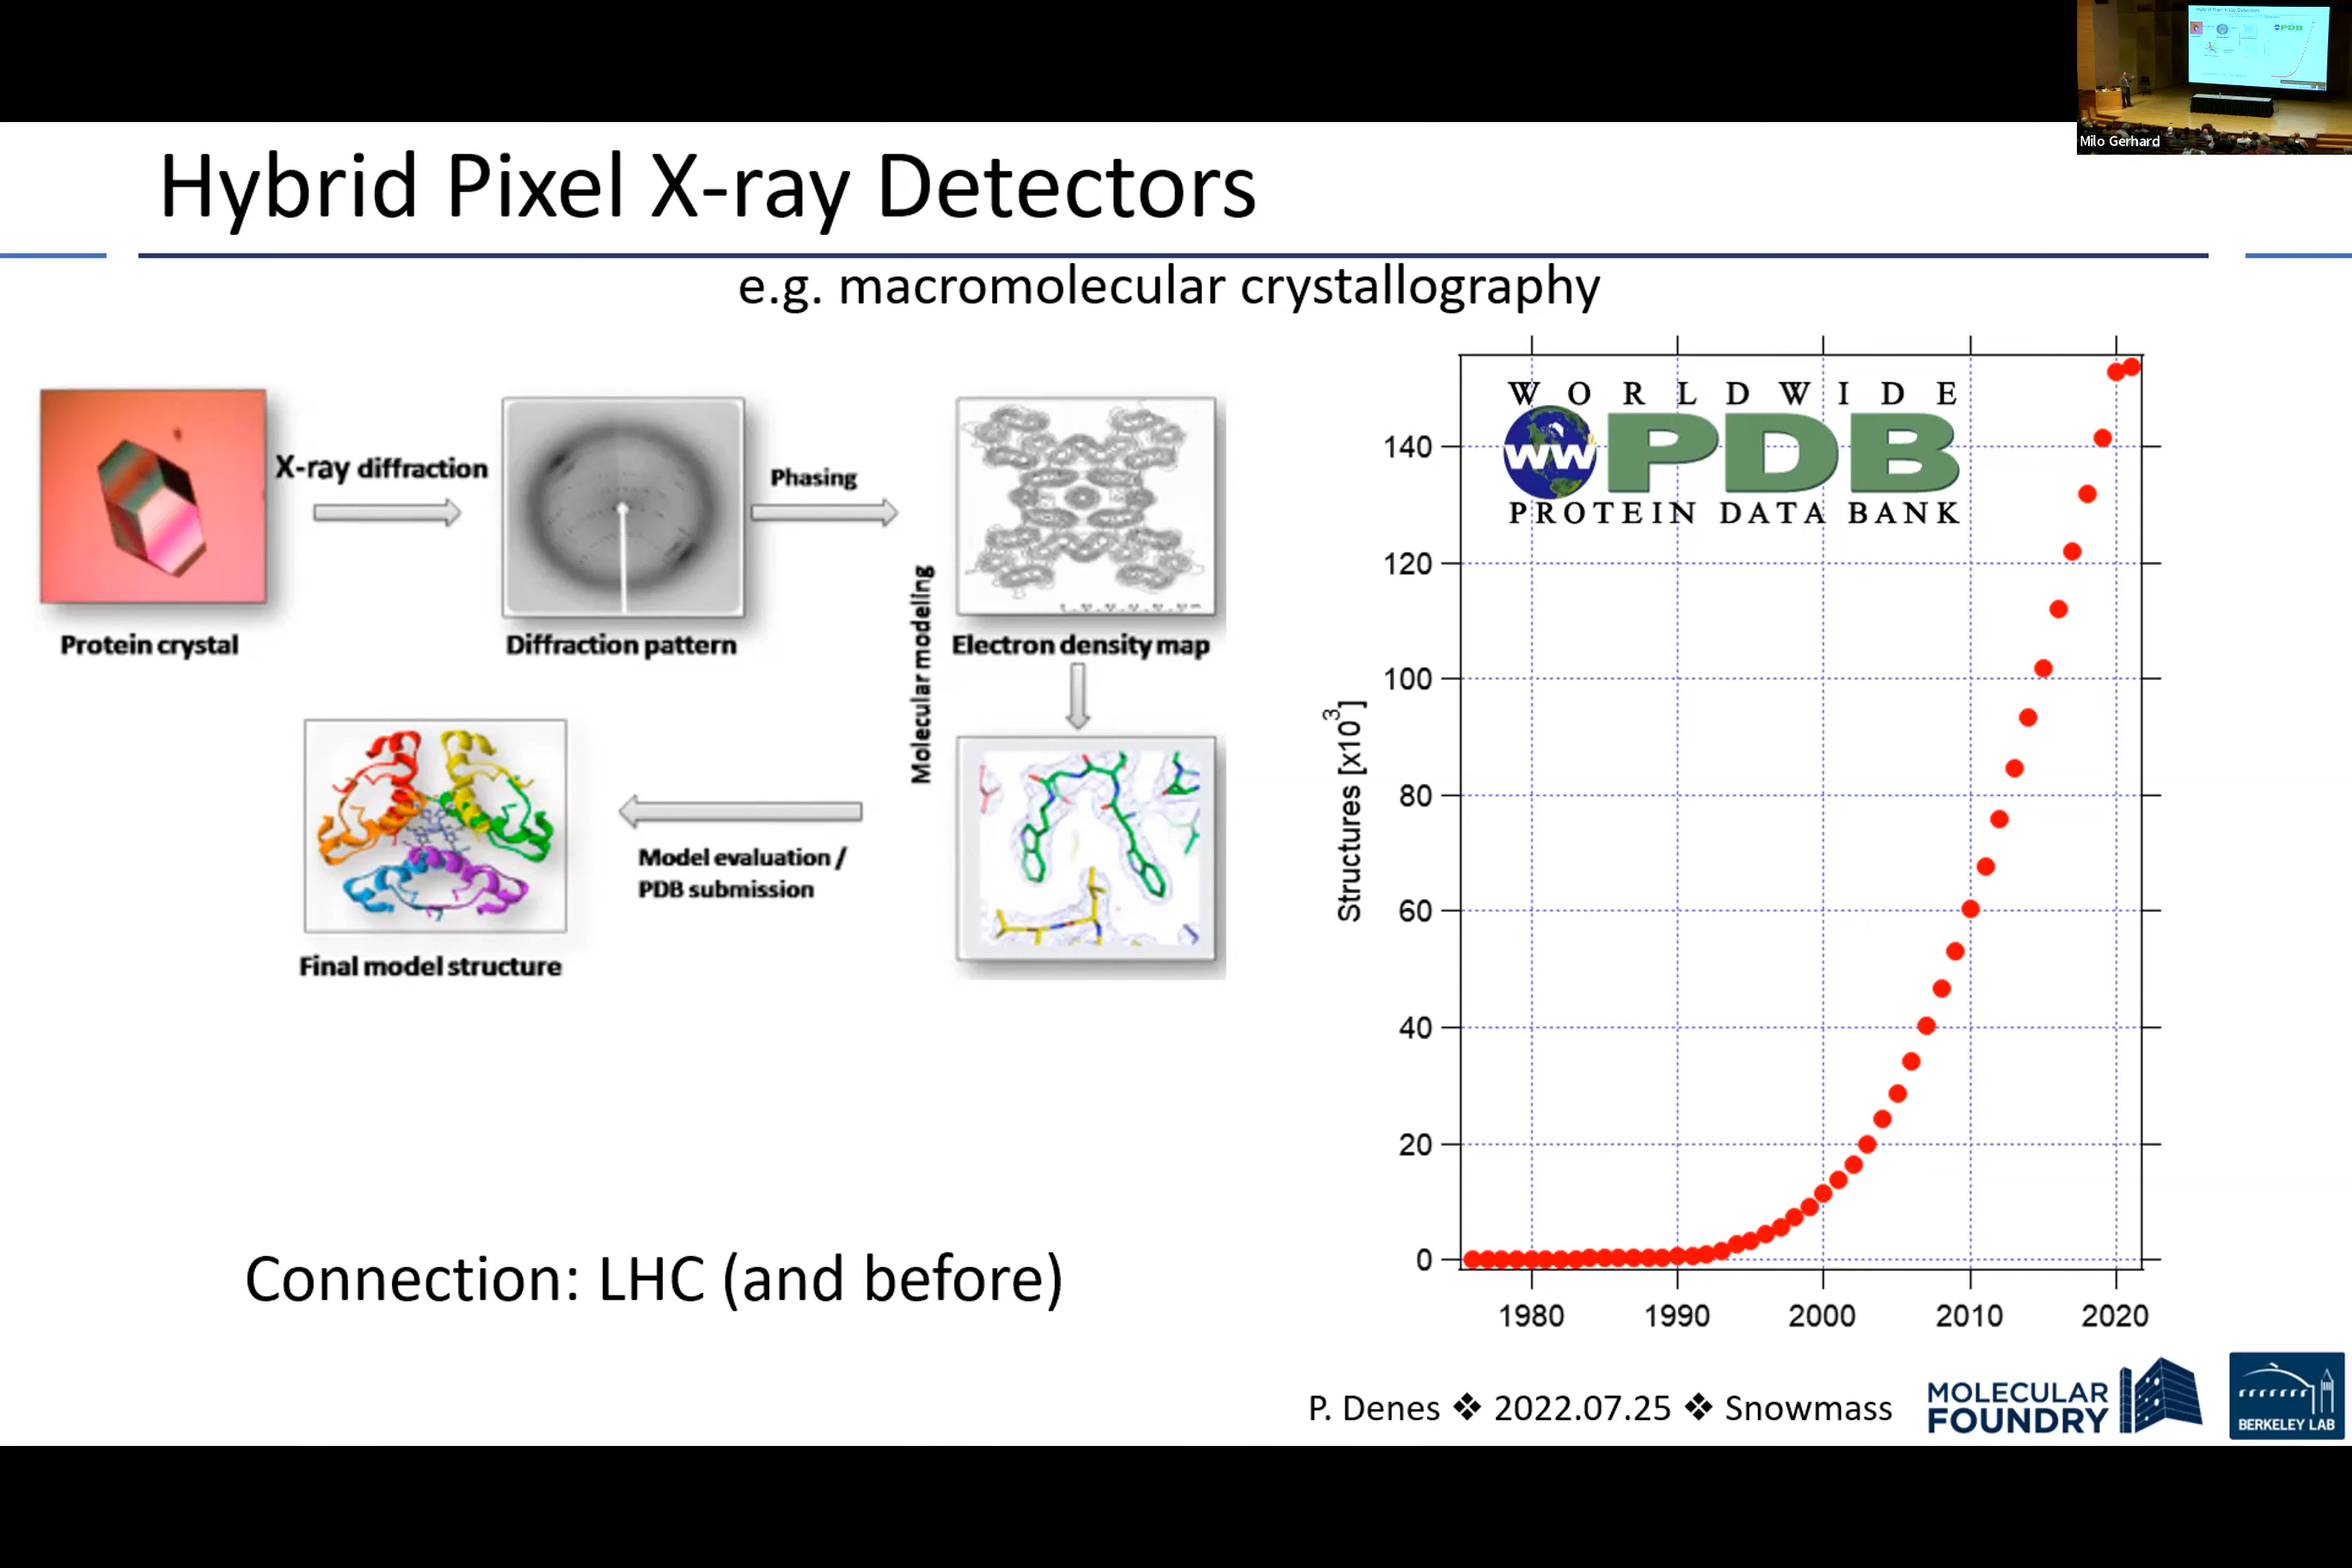 Milo Gerhard
Hybrid Pixel X-ray Detectors
e.g. macromolecular crystallography
X-ray diffraction
Phasing
Protein crystal
Diffraction pattern
Electron density map
Molecular modeling
Model evaluation /
PDB submission
Final model structure
Connection: LHC (and before)
WORLDWIDE
ww PDB
PROTEIN DATA BANK
Structures [x10³]
140
120
100
80
60
40
20
0
1980 1990 2000 2010 2020
P. Denes ❖ 2022.07.25 ❖ Snowmass
MOLECULAR
FOUNDRY
BERKELEY LAB